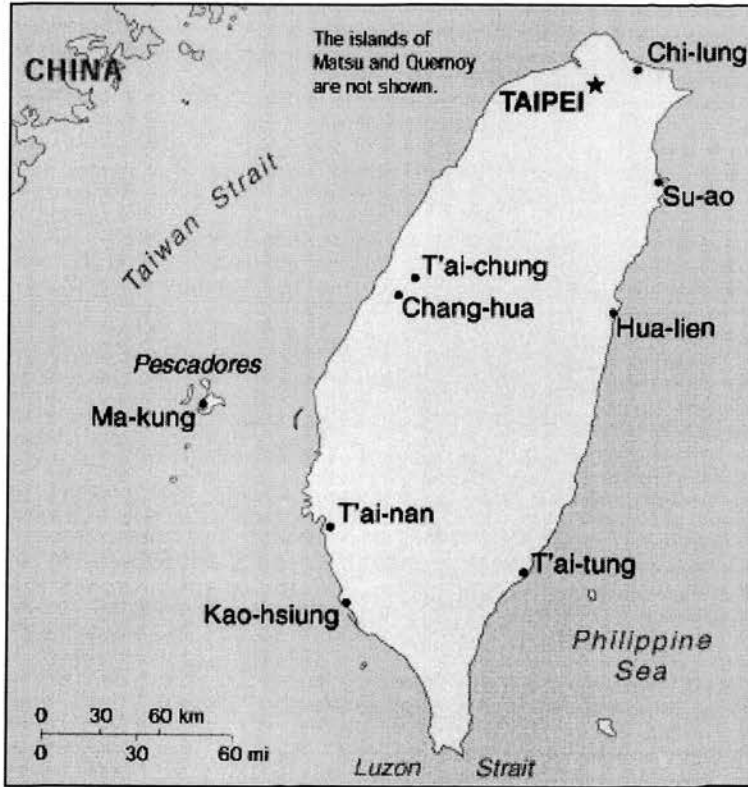 The islands of
Matsu and Quemoy
are not shown.
CHINA
Chi-lung
TAIPEI
Taiwan Strait
Su-ao
T'ai-chung
Chang-hua
Hua-lien
Pescadores
Ma-kung
T'ai-nan
T'ai-tung
Kao-hsiung
Philippine
Sea
0 30 60 km
0 30 60 mi
Luzon Strait